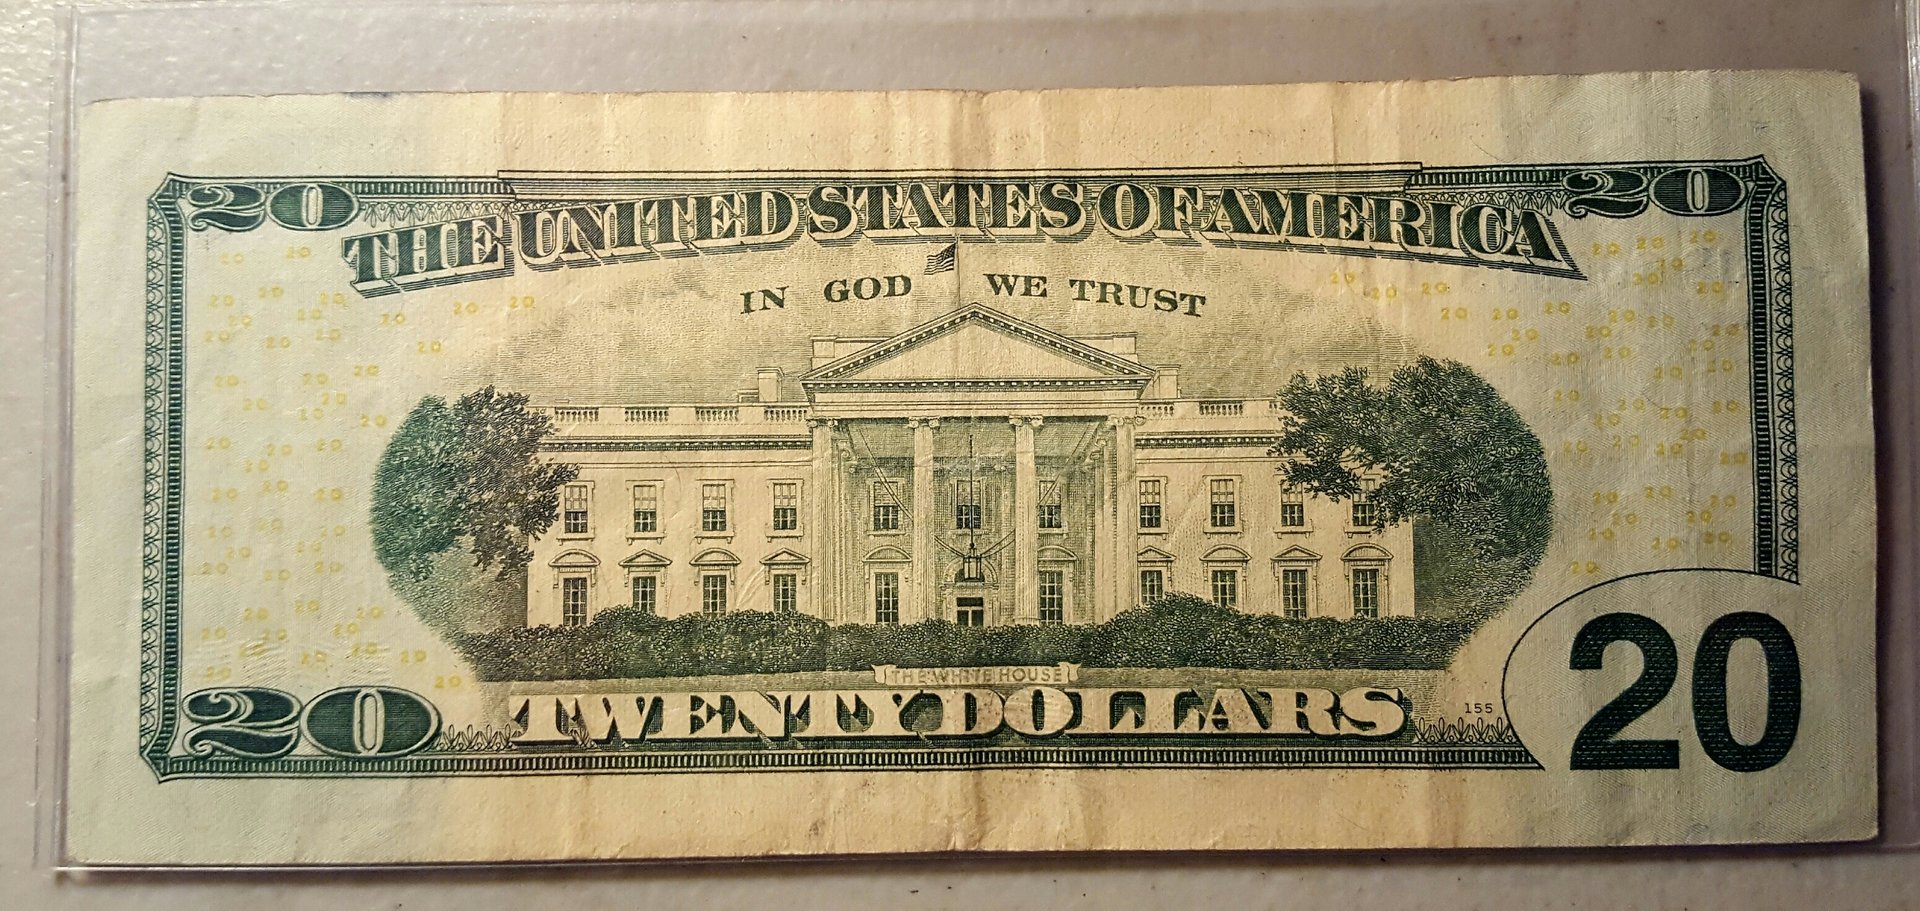 20 20
THE UNITED STATES OF AMERICA
IN GOD WE TRUST
THE WHITE HOUSE
20 TWENTY DOLLARS 155 20